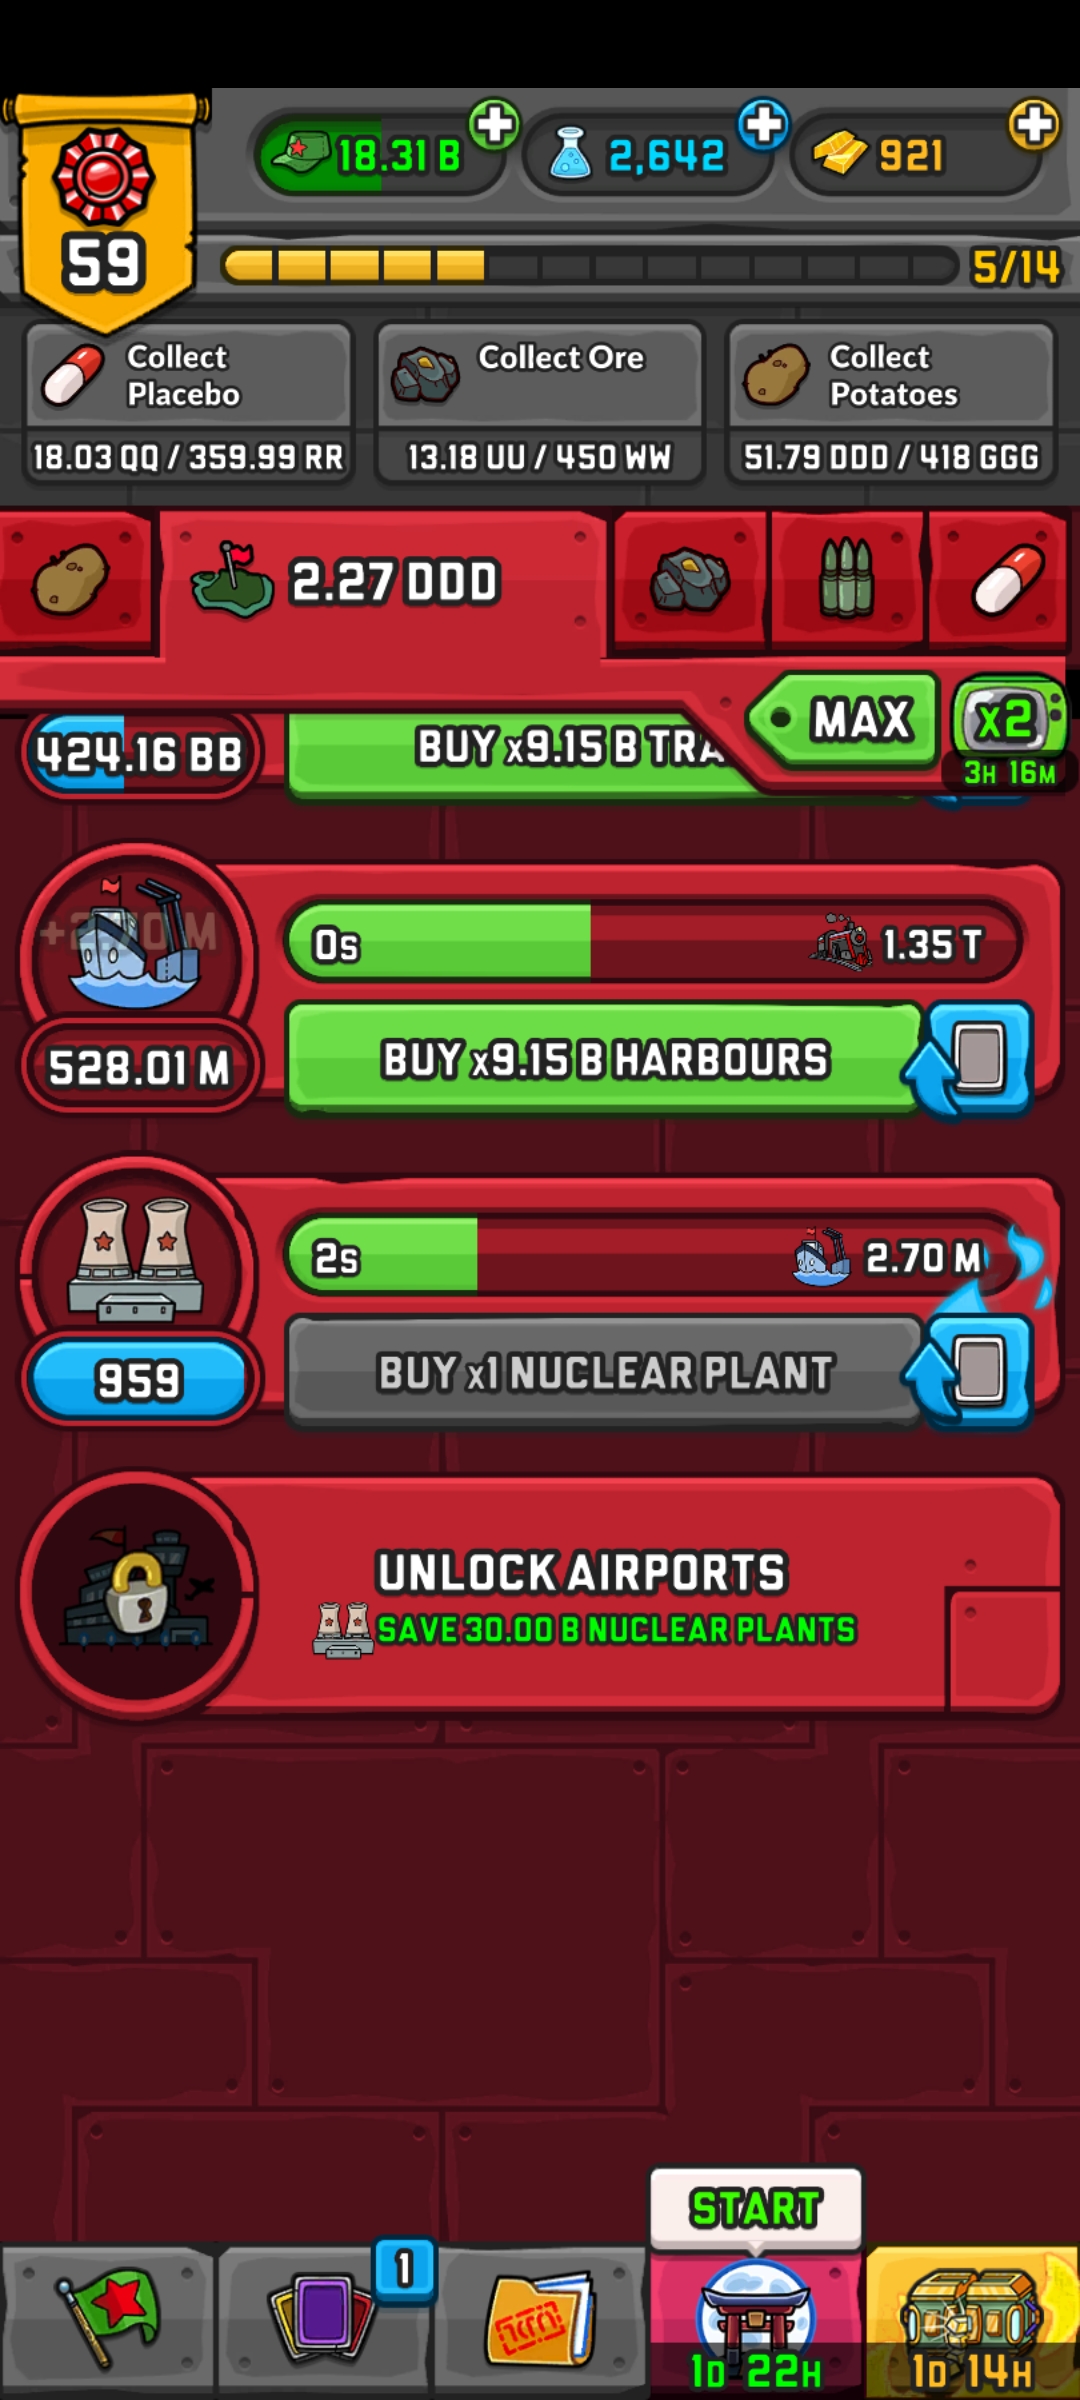 18.31 B
2,642
921
59
5/14
Collect
Placebo
18.03 QQ / 359.99 RR
Collect Ore
13.18 UU / 450 WW
Collect
Potatoes
51.79 DDD / 418 GGG
2.27 DDD
MAX
x2
3H 16M
424.16 BB
BUY x9.15 B TRA
0s
1.35 T
528.01 M
BUY x9.15 B HARBOURS
2s
2.70 M
959
BUY x1 NUCLEAR PLANT
UNLOCK AIRPORTS
SAVE 30.00 B NUCLEAR PLANTS
START
1
1D 22H
1D 14H